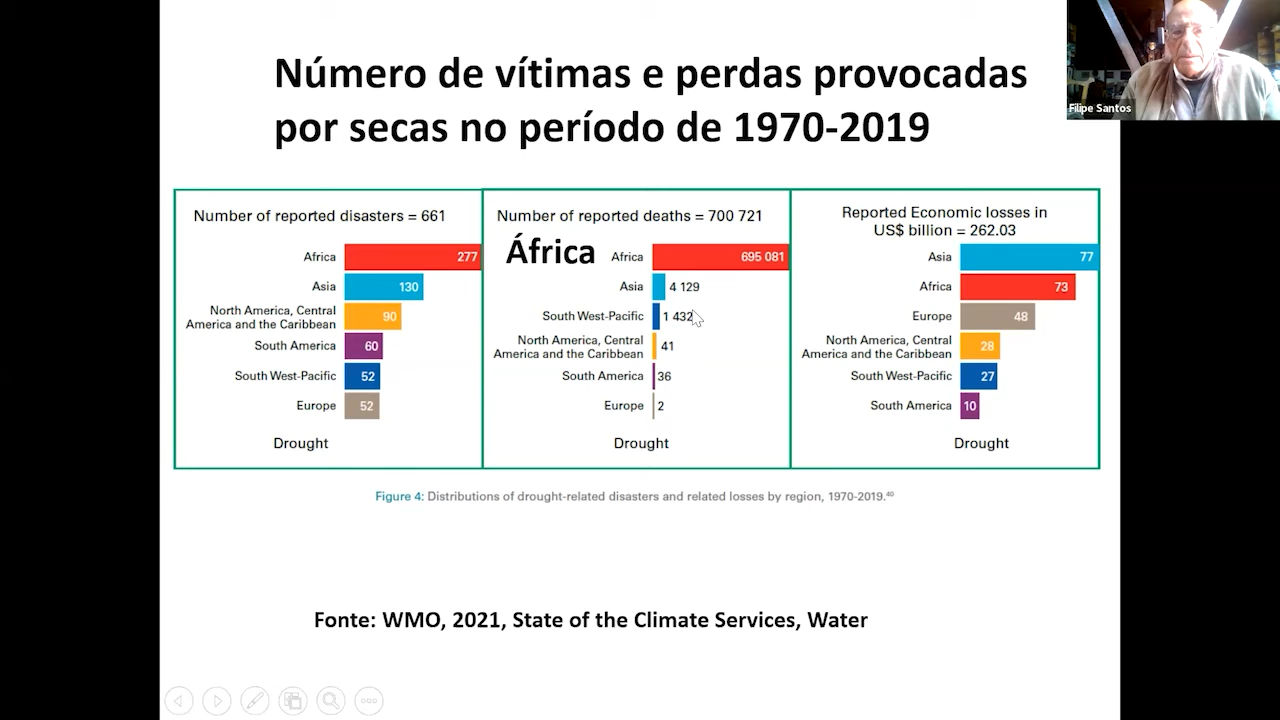 Número de vítimas e perdas provocadas
por secas no período de 1970-2019
Filipe Santos
Number of reported disasters = 661
Africa 277
Asia 130
North America, Central
America and the Caribbean 90
South America 60
South West-Pacific 52
Europe 52
Drought
Number of reported deaths = 700 721
África
Africa 695 081
Asia 4 129
South West-Pacific 1 432
North America, Central
America and the Caribbean 41
South America 36
Europe 2
Drought
Reported Economic losses in
US$ billion = 262.03
Asia 77
Africa 73
Europe 48
North America, Central
America and the Caribbean 28
South West-Pacific 27
South America 10
Drought
Figure 4: Distributions of drought-related disasters and related losses by region, 1970-2019.⁴⁰
Fonte: WMO, 2021, State of the Climate Services, Water